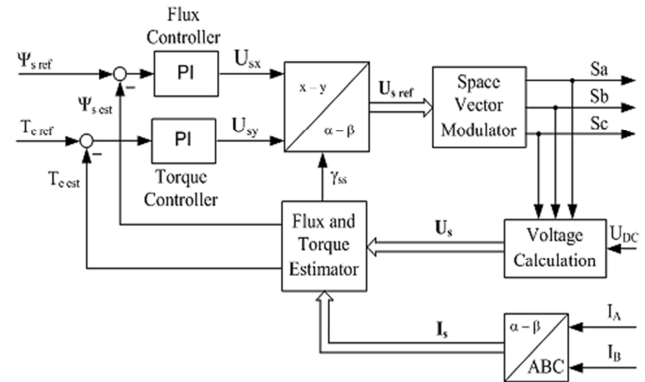 Flux
Controller
Ψs ref
PI
Usx
Ψs est
Tc ref
PI
Usy
Te est
Torque
Controller
x – y
α – β
Us ref
Space
Vector
Modulator
Sa
Sb
Sc
γss
Flux and
Torque
Estimator
Us
Voltage
Calculation
UDC
Is
α – β
ABC
IA
IB